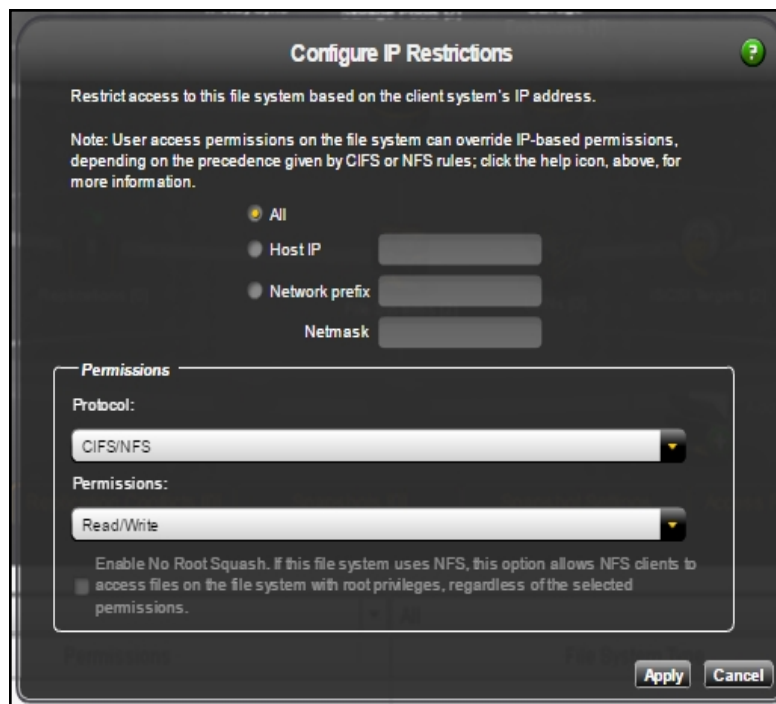 Configure IP Restrictions
?
Restrict access to this file system based on the client system's IP address.
Note: User access permissions on the file system can override IP-based permissions,
depending on the precedence given by CIFS or NFS rules; click the help icon, above, for
more information.
All
Host IP
Network prefix
Netmask
Permissions
Protocol:
CIFS/NFS
Permissions:
Read/Write
Enable No Root Squash. If this file system uses NFS, this option allows NFS clients to
access files on the file system with root privileges, regardless of the selected
permissions.
All
Permissions
Apply
Cancel